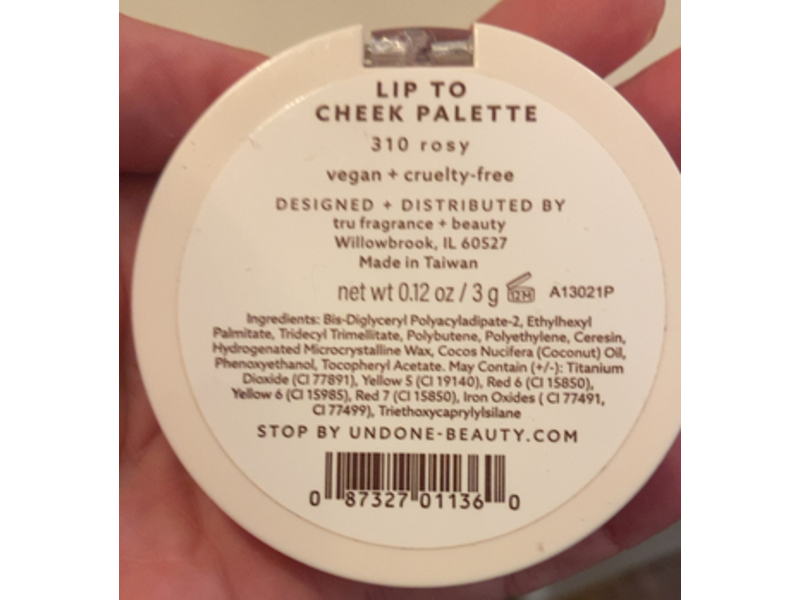 LIP TO
CHEEK PALETTE
310 rosy
vegan + cruelty-free
DESIGNED + DISTRIBUTED BY
tru fragrance + beauty
Willowbrook, IL 60527
Made in Taiwan
net wt 0.12 oz / 3 g 12M A13021P
Ingredients: Bis-Diglyceryl Polyacyladipate-2, Ethylhexyl
Palmitate, Tridecyl Trimellitate, Polybutene, Polyethylene, Ceresin,
Hydrogenated Microcrystalline Wax, Cocos Nucifera (Coconut) Oil,
Phenoxyethanol, Tocopheryl Acetate. May Contain (+/-): Titanium
Dioxide (CI 77891), Yellow 5 (CI 19140), Red 6 (CI 15850),
Yellow 6 (CI 15985), Red 7 (CI 15850), Iron Oxides ( CI 77491,
CI 77499), Triethoxycaprylylsilane
STOP BY UNDONE-BEAUTY.COM
0 87327 01136 0